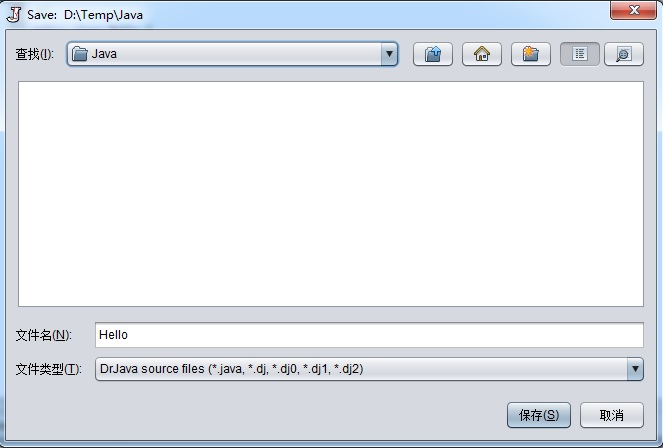 Save: D:\Temp\Java
查找(I): Java
文件名(N): Hello
文件类型(T): DrJava source files (*.java, *.dj, *.dj0, *.dj1, *.dj2)
保存(S) 取消